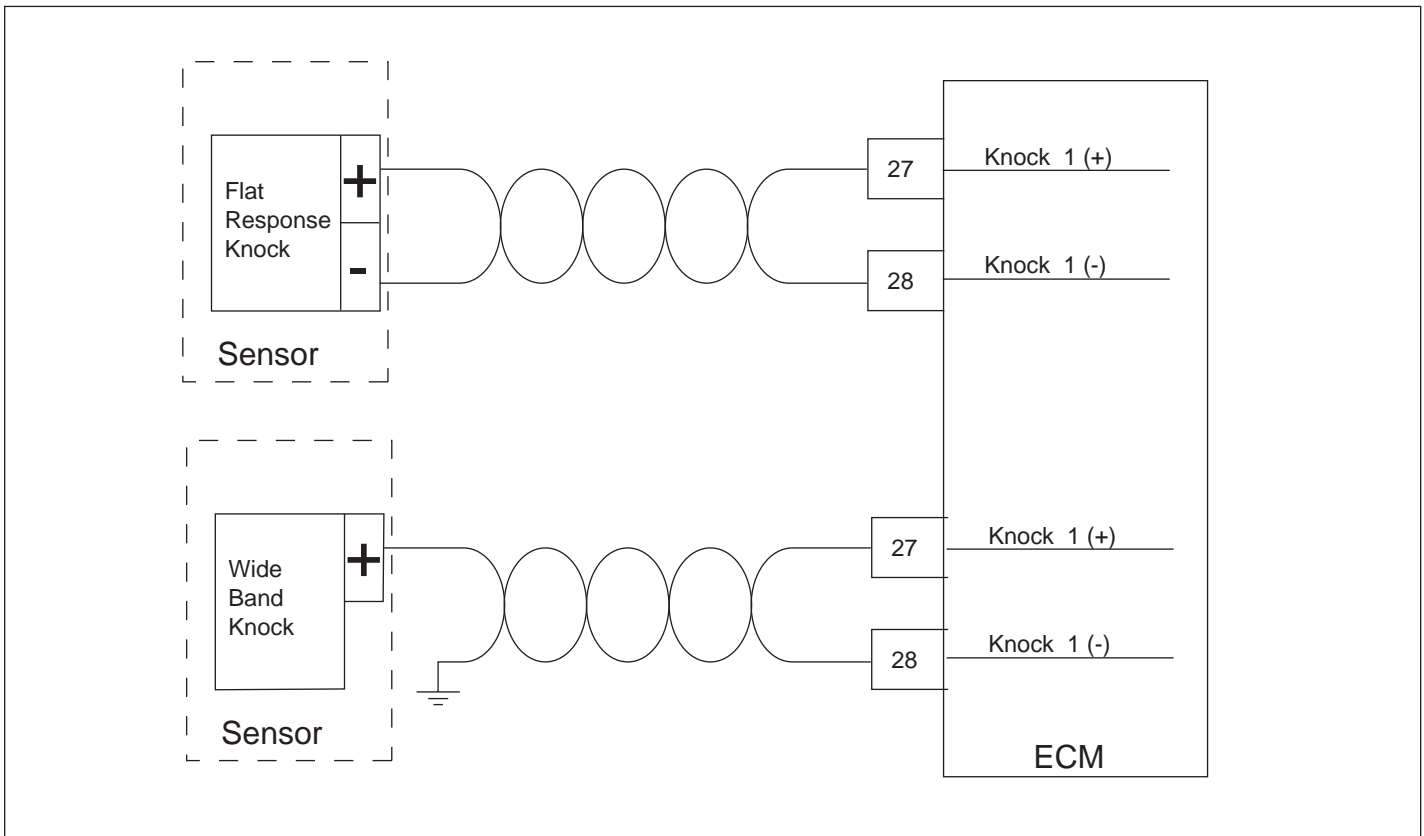 Flat
Response
Knock
+
-
Sensor
27
Knock 1 (+)
28
Knock 1 (-)
Wide
Band
Knock
+
Sensor
27
Knock 1 (+)
28
Knock 1 (-)
ECM